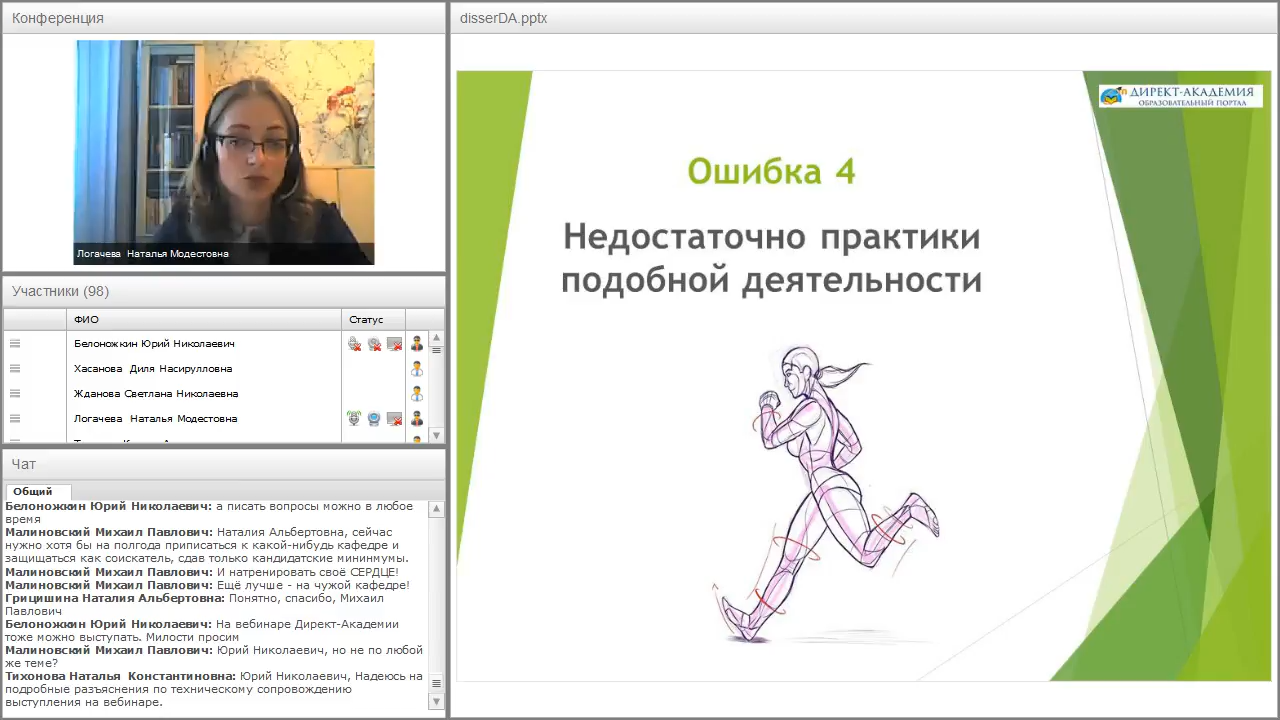 Конференция
Логачева Наталья Модестовна
Участники (98)
ФИО Статус
Белоножкин Юрий Николаевич
Хасанова Диля Насирулловна
Жданова Светлана Николаевна
Логачева Наталья Модестовна
Чат
Общий
Белоножкин Юрий Николаевич: а писать вопросы можно в любое
время
Малиновский Михаил Павлович: Наталия Альбертовна, сейчас
нужно хотя бы на полгода приписаться к какой-нибудь кафедре и
защищаться как соискатель, сдав только кандидатские мининмумы.
Малиновский Михаил Павлович: И натренировать своё СЕРДЦЕ!
Малиновский Михаил Павлович: Ещё лучше - на чужой кафедре!
Грицишина Наталия Альбертовна: Понятно, спасибо, Михаил
Павлович
Белоножкин Юрий Николаевич: На вебинаре Директ-Академии
тоже можно выступать. Милости просим
Малиновский Михаил Павлович: Юрий Николаевич, но не по любой
же теме?
Тихонова Наталья Константиновна: Юрий Николаевич, Надеюсь на
подробные разъяснения по техническому сопровождению
выступления на вебинаре.
disserDA.pptx
ДИРЕКТ-АКАДЕМИЯ
ОБРАЗОВАТЕЛЬНЫЙ ПОРТАЛ
Ошибка 4
Недостаточно практики
подобной деятельности